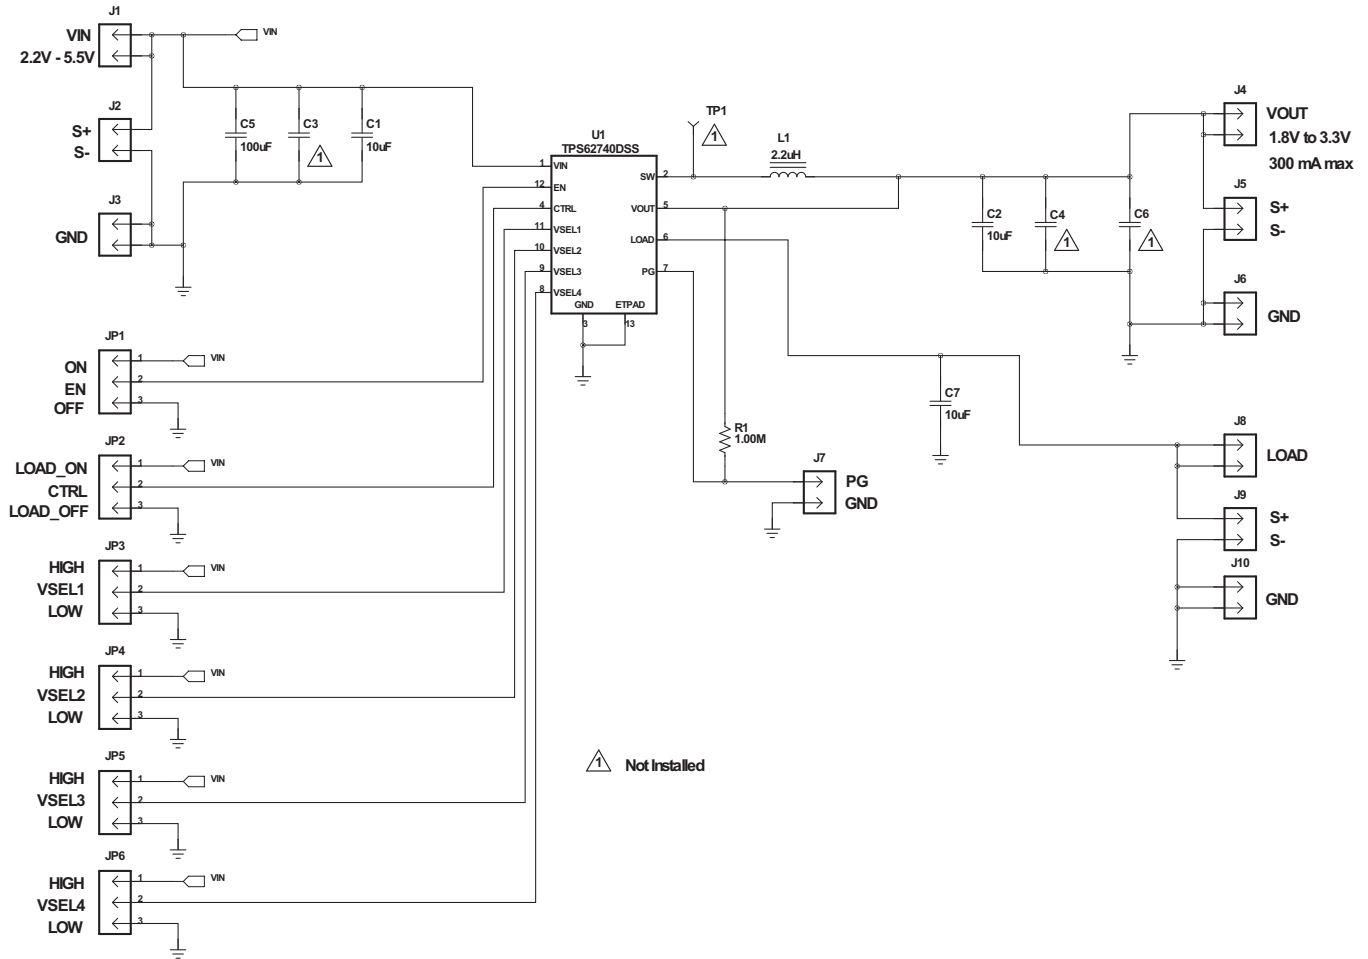 J1
VIN
2.2V - 5.5V
VIN
J2
S+
S-
J3
GND
C5
100uF
C3
1
C1
10uF
U1
TPS62740DSS
1 VIN
12 EN
4 CTRL
11 VSEL1
10 VSEL2
9 VSEL3
8 VSEL4
SW 2
VOUT 5
LOAD 6
PG 7
GND
3
ETPAD
13
TP1
1
L1
2.2uH
C2
10uF
C4
1
C6
1
J4
VOUT
1.8V to 3.3V
300 mA max
J5
S+
S-
J6
GND
C7
10uF
R1
1.00M
J7
PG
GND
J8
LOAD
J9
S+
S-
J10
GND
JP1
ON
EN
OFF
1
2
3
VIN
JP2
LOAD_ON
CTRL
LOAD_OFF
1
2
3
VIN
JP3
HIGH
VSEL1
LOW
1
2
3
VIN
JP4
HIGH
VSEL2
LOW
1
2
3
VIN
JP5
HIGH
VSEL3
LOW
1
2
3
VIN
JP6
HIGH
VSEL4
LOW
1
2
3
VIN
1 Not Installed